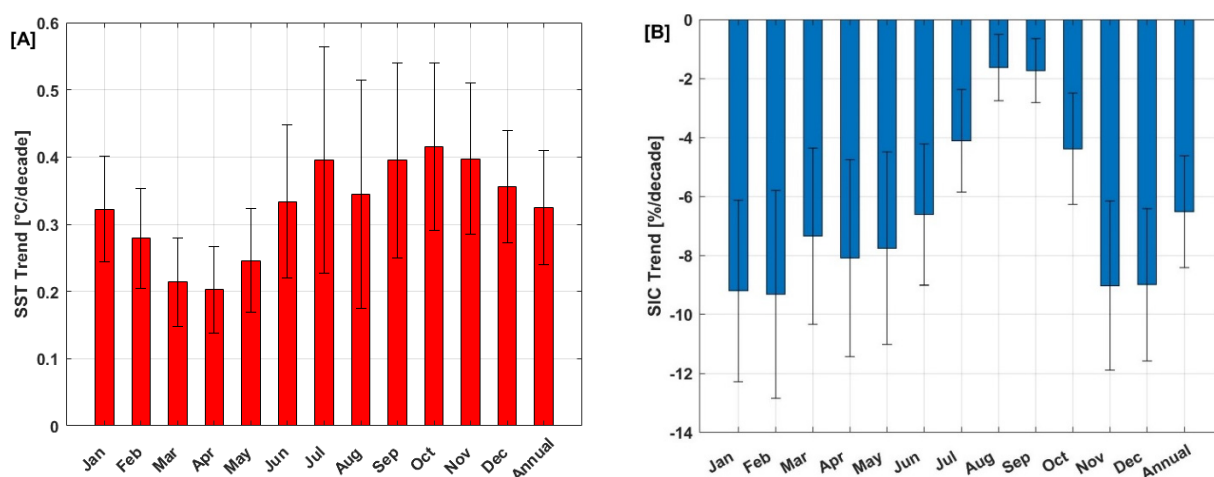 [A]
SST Trend [°C/decade]
0.6
0.5
0.4
0.3
0.2
0.1
0
Jan Feb Mar Apr May Jun Jul Aug Sep Oct Nov Dec Annual
[B]
SIC Trend [%/decade]
0
-2
-4
-6
-8
-10
-12
-14
Jan Feb Mar Apr May Jun Jul Aug Sep Oct Nov Dec Annual